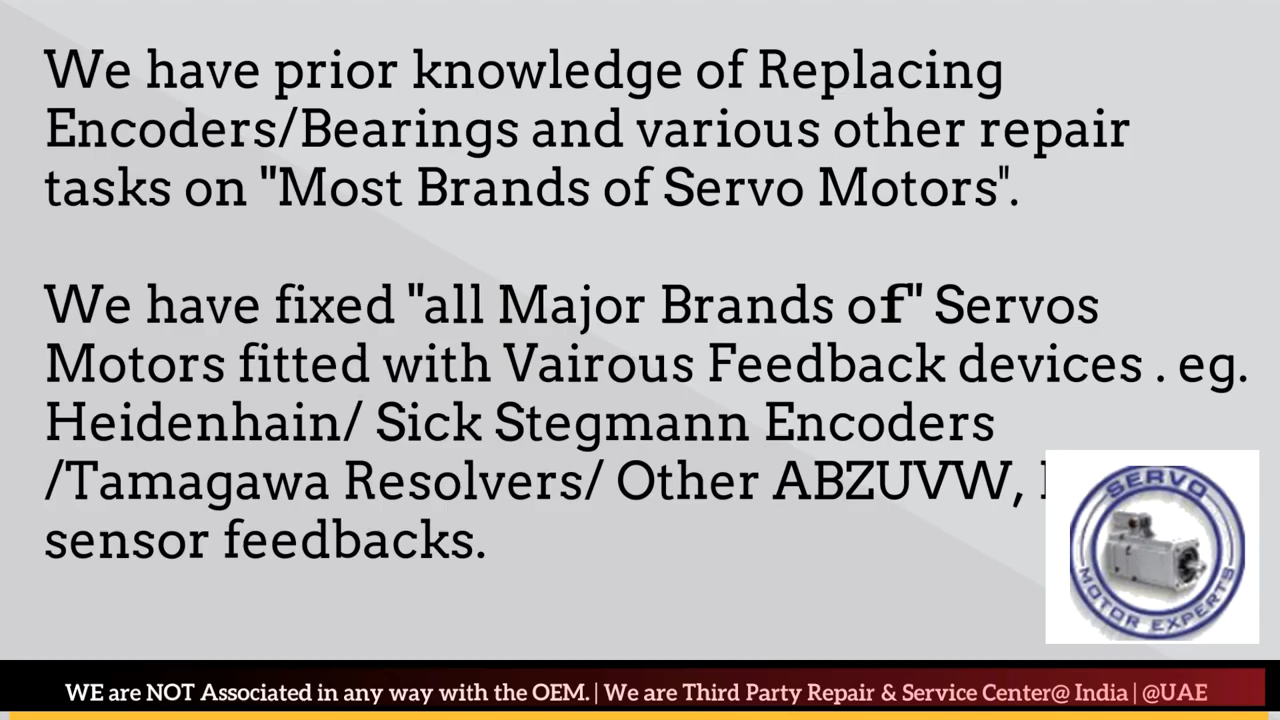 We have prior knowledge of Replacing
Encoders/Bearings and various other repair
tasks on "Most Brands of Servo Motors".
We have fixed "all Major Brands of" Servos
Motors fitted with Vairous Feedback devices . eg.
Heidenhain/ Sick Stegmann Encoders
/Tamagawa Resolvers/ Other ABZUVW,
sensor feedbacks.
SERVO
MOTOR EXPERTS
WE are NOT Associated in any way with the OEM. | We are Third Party Repair & Service Center@ India | @UAE